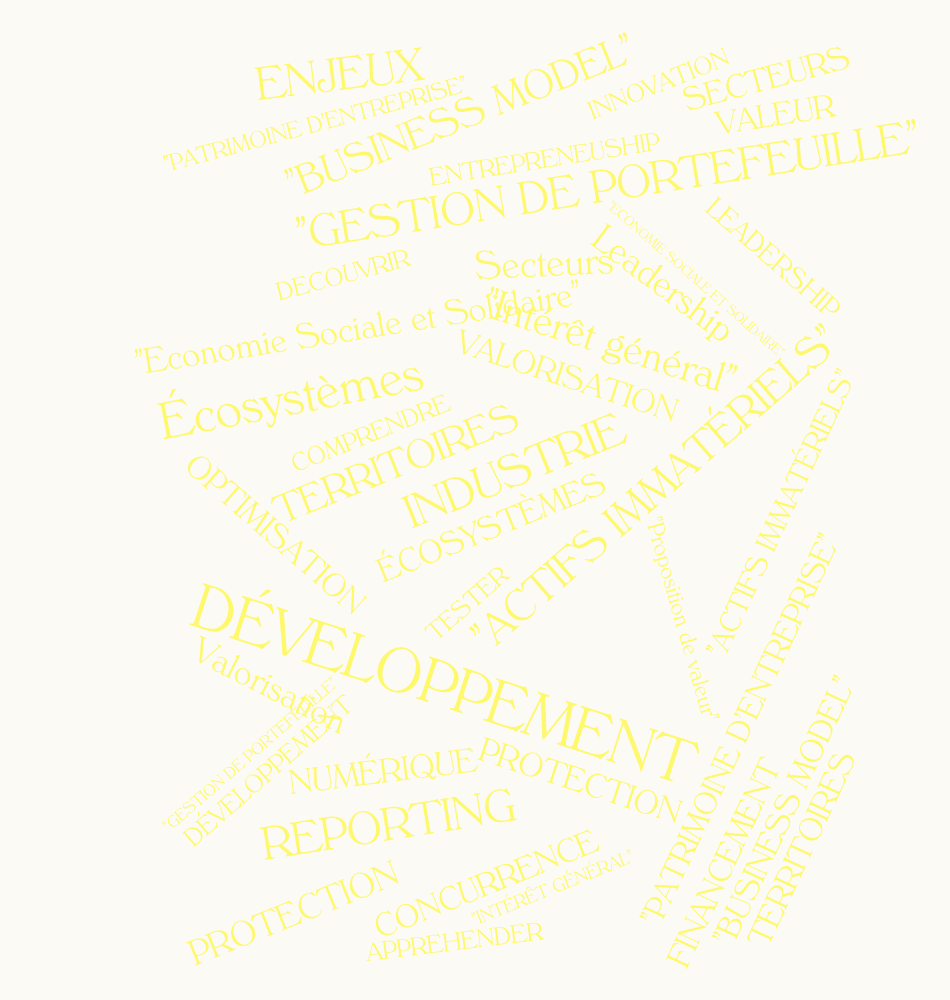 ENJEUX
"PATRIMOINE D'ENTREPRISE"
"BUSINESS MODEL"
INNOVATION
SECTEURS
VALEUR
ENTREPRENEUSHIP
"GESTION DE PORTEFEUILLE"
"ECONOMIE SOCIALE ET SOLIDAIRE"
LEADERSHIP
Leadership
DECOUVRIR
Secteurs
"Economie Sociale et Solidaire"
"Intérêt général"
VALORISATION
Écosystèmes
COMPRENDRE
TERRITOIRES
INDUSTRIE
ÉCOSYSTÈMES
OPTIMISATION
TESTER
"ACTIFS IMMATÉRIELS"
"ACTIFS IMMATÉRIELS"
"Proposition de valeur"
DÉVELOPPEMENT
Valorisation
"GESTION DE PORTEFEUILLE"
DÉVELOPPEMENT
NUMÉRIQUE
PROTECTION
REPORTING
"PATRIMOINE D'ENTREPRISE"
FINANCEMENT
"BUSINESS MODEL"
TERRITOIRES
PROTECTION
CONCURRENCE
"INTÉRÊT GÉNÉRAL"
APPREHENDER